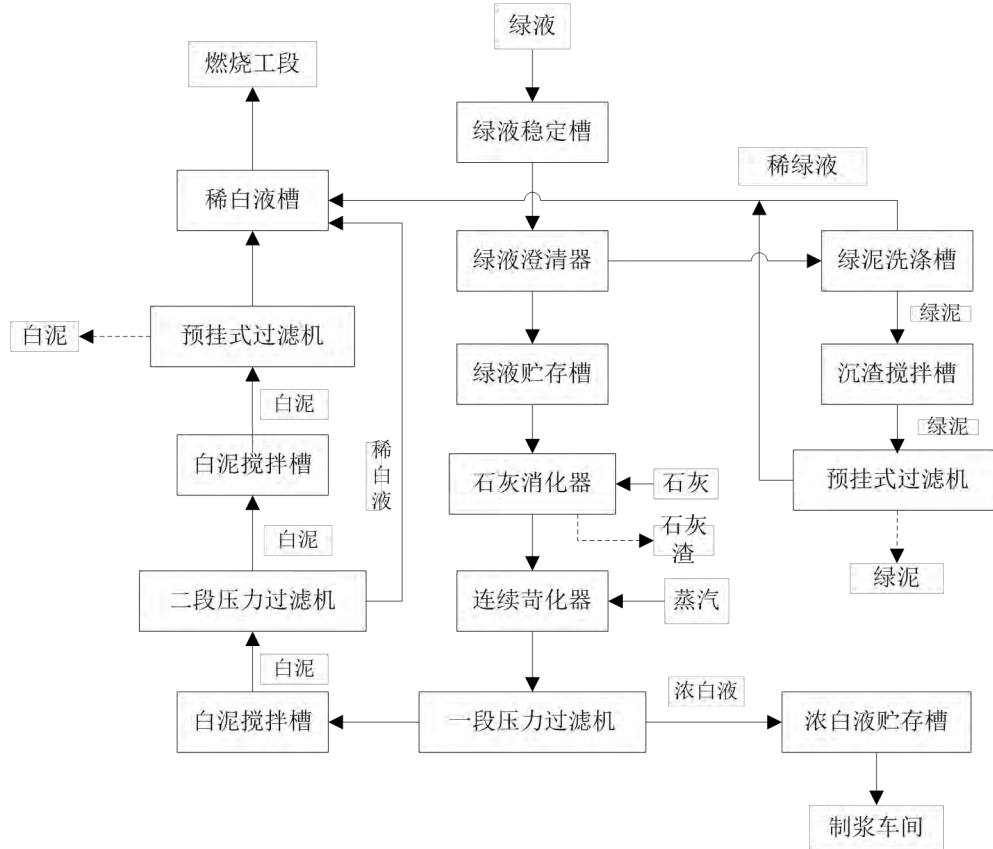 绿液
燃烧工段
绿液稳定槽
稀绿液
稀白液槽
绿液澄清器
绿泥洗涤槽
绿泥
白泥
预挂式过滤机
绿液贮存槽
沉渣搅拌槽
白泥
绿泥
稀
白
液
白泥搅拌槽
石灰消化器
石灰
预挂式过滤机
白泥
石灰
渣
绿泥
二段压力过滤机
连续苛化器
蒸汽
白泥
浓白液
白泥搅拌槽
一段压力过滤机
浓白液贮存槽
制浆车间